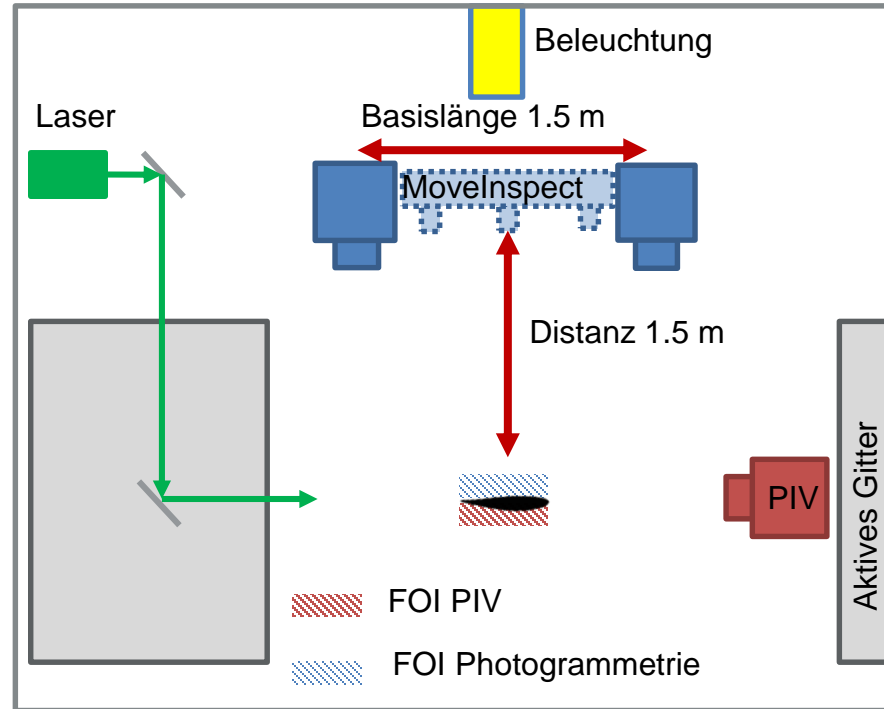 Beleuchtung
Laser
Basislänge 1.5 m
MoveInspect
Distanz 1.5 m
PIV
Aktives Gitter
FOI PIV
FOI Photogrammetrie